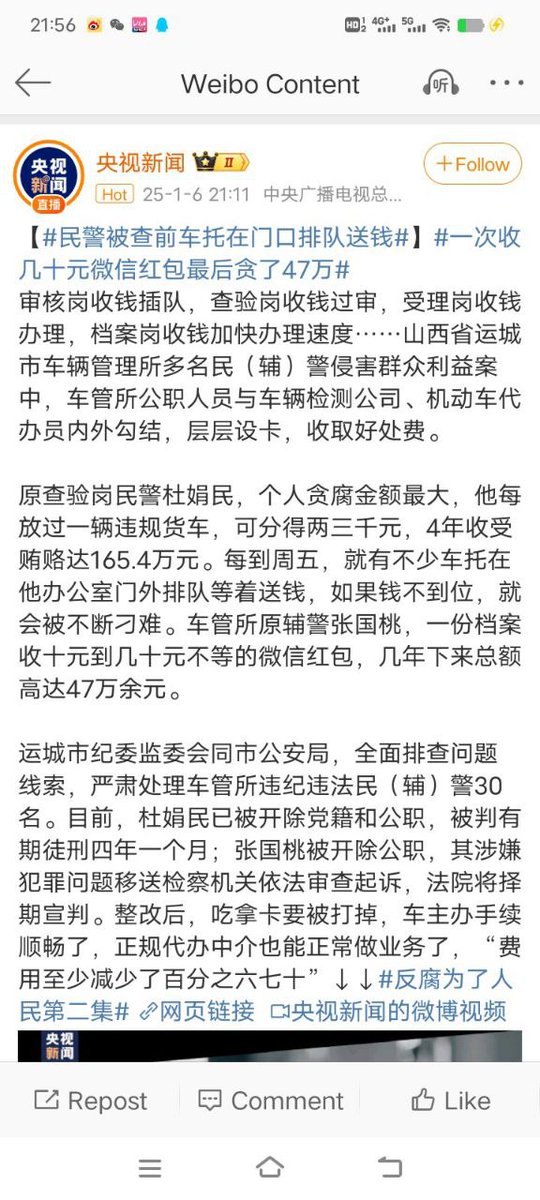 21:56
HD 1 2 4G+ 5G
Weibo Content
听
央视新闻
直播
央视新闻 II
+Follow
Hot 25-1-6 21:11 中央广播电视总...
【#民警被查前车托在门口排队送钱#】#一次收
几十元微信红包最后贪了47万#
审核岗收钱插队，查验岗收钱过审，受理岗收钱
办理，档案岗收钱加快办理速度……山西省运城
市车辆管理所多名民（辅）警侵害群众利益案
中，车管所公职人员与车辆检测公司、机动车代
办员内外勾结，层层设卡，收取好处费。
原查验岗民警杜娟民，个人贪腐金额最大，他每
放过一辆违规货车，可分得两三千元，4年收受
贿赂达165.4万元。每到周五，就有不少车托在
他办公室门外排队等着送钱，如果钱不到位，就
会被不断刁难。车管所原辅警张国桃，一份档案
收十元到几十元不等的微信红包，几年下来总额
高达47万余元。
运城市纪委监委会同市公安局，全面排查问题
线索，严肃处理车管所违纪违法民（辅）警30
名。目前，杜娟民已被开除党籍和公职，被判有
期徒刑四年一个月；张国桃被开除公职，其涉嫌
犯罪问题移送检察机关依法审查起诉，法院将择
期宣判。整改后，吃拿卡要被打掉，车主办手续
顺畅了，正规代办中介也能正常做业务了，“费
用至少减少了百分之六七十”↓↓#反腐为了人
民第二集# 网页链接 央视新闻的微博视频
央视
新闻
Repost Comment Like